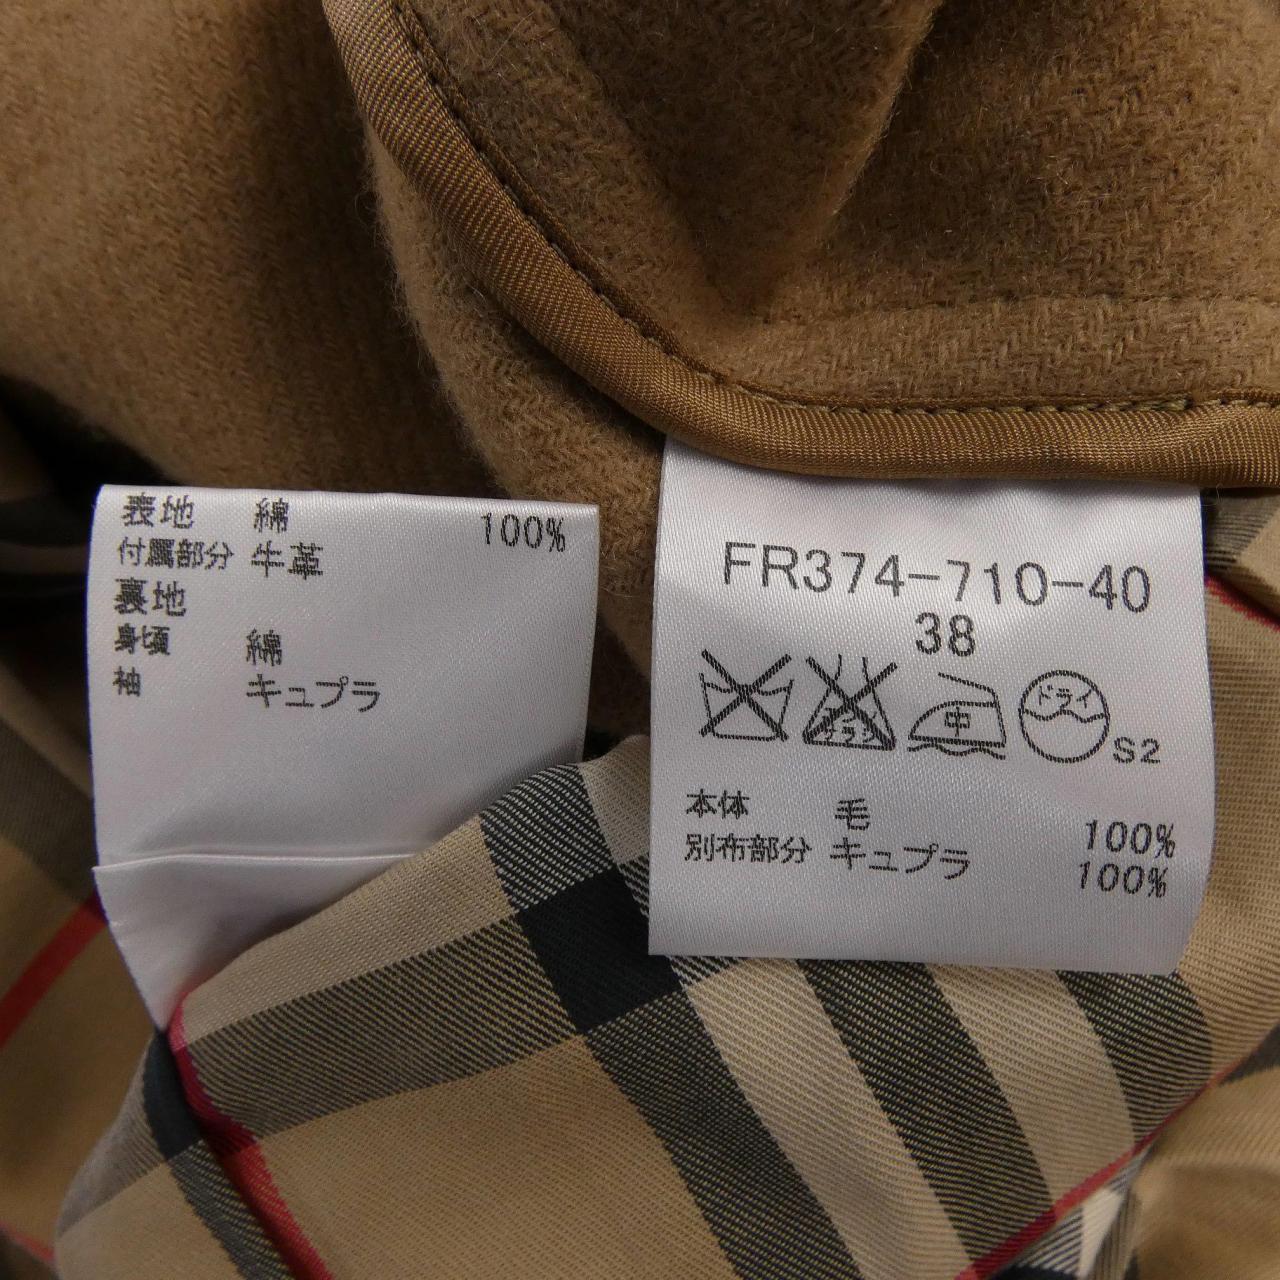 表地 綿 100%
付属部分 牛革
裏地
身頃 綿
袖 キュプラ
FR374-710-40
38
中
ドライ
S2
本体 毛 100%
別布部分 キュプラ 100%